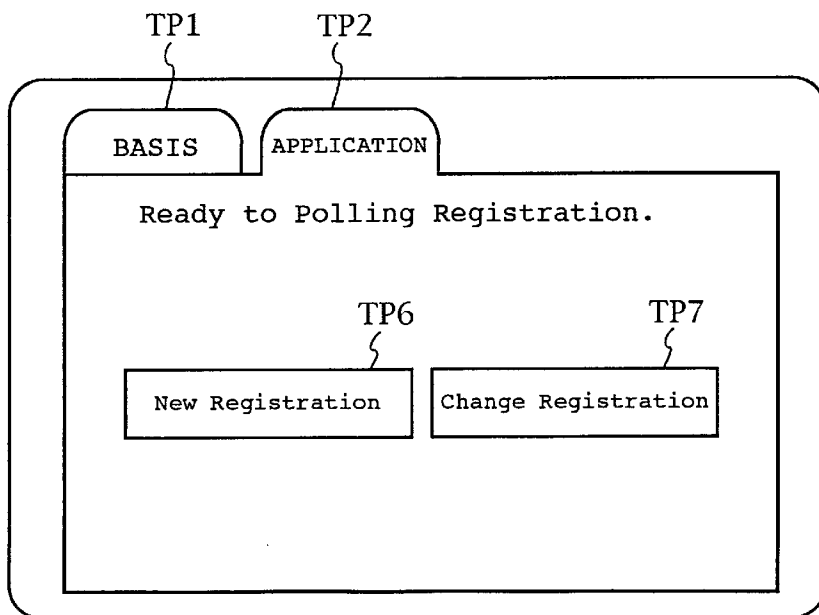 TP1 TP2
BASIS APPLICATION
Ready to Polling Registration.
TP6 TP7
New Registration Change Registration